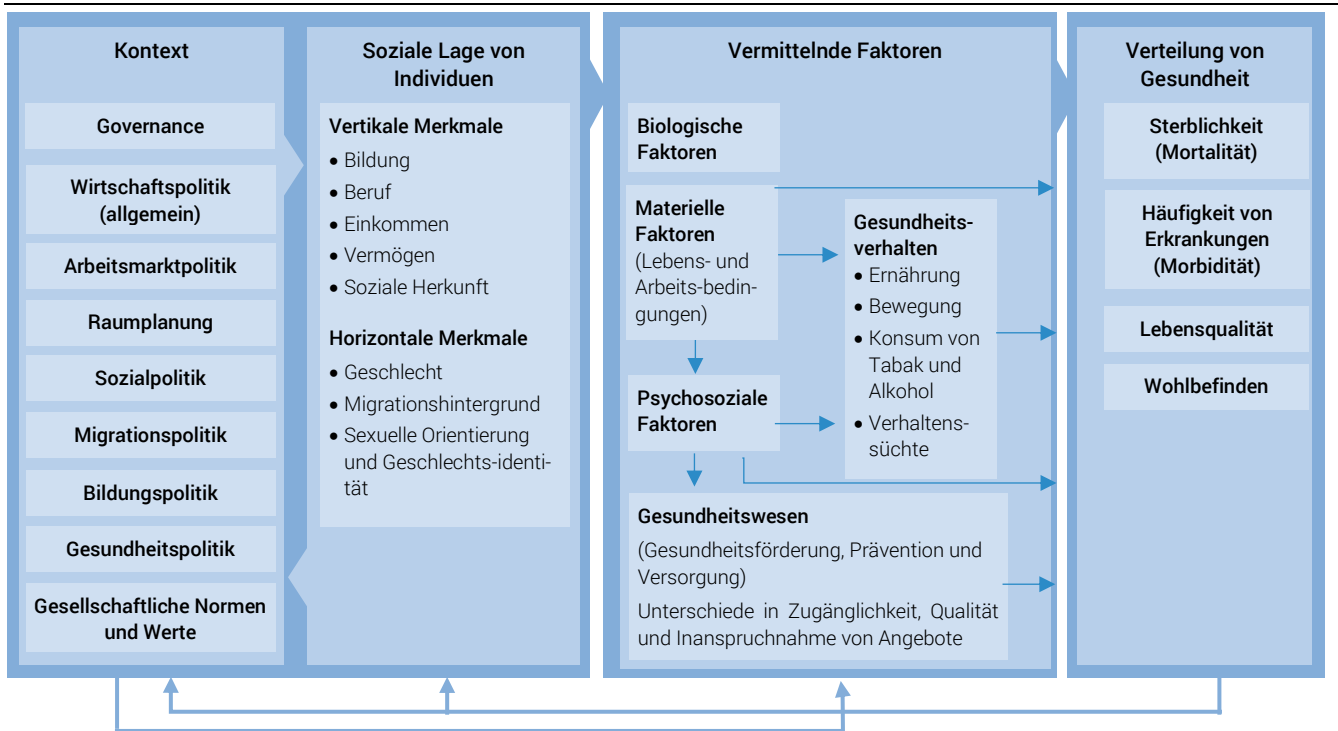 Kontext
Governance
Wirtschaftspolitik
(allgemein)
Arbeitsmarktpolitik
Raumplanung
Sozialpolitik
Migrationspolitik
Bildungspolitik
Gesundheitspolitik
Gesellschaftliche Normen
und Werte
Soziale Lage von
Individuen
Vertikale Merkmale
• Bildung
• Beruf
• Einkommen
• Vermögen
• Soziale Herkunft
Horizontale Merkmale
• Geschlecht
• Migrationshintergrund
• Sexuelle Orientierung
und Geschlechts-identi-
tät
Vermittelnde Faktoren
Biologische
Faktoren
Materielle
Faktoren
(Lebens- und
Arbeits-bedin-
gungen)
Psychosoziale
Faktoren
Gesundheits-
verhalten
• Ernährung
• Bewegung
• Konsum von
Tabak und
Alkohol
• Verhaltens-
süchte
Gesundheitswesen
(Gesundheitsförderung, Prävention und
Versorgung)
Unterschiede in Zugänglichkeit, Qualität
und Inanspruchnahme von Angebote
Verteilung von
Gesundheit
Sterblichkeit
(Mortalität)
Häufigkeit von
Erkrankungen
(Morbidität)
Lebensqualität
Wohlbefinden